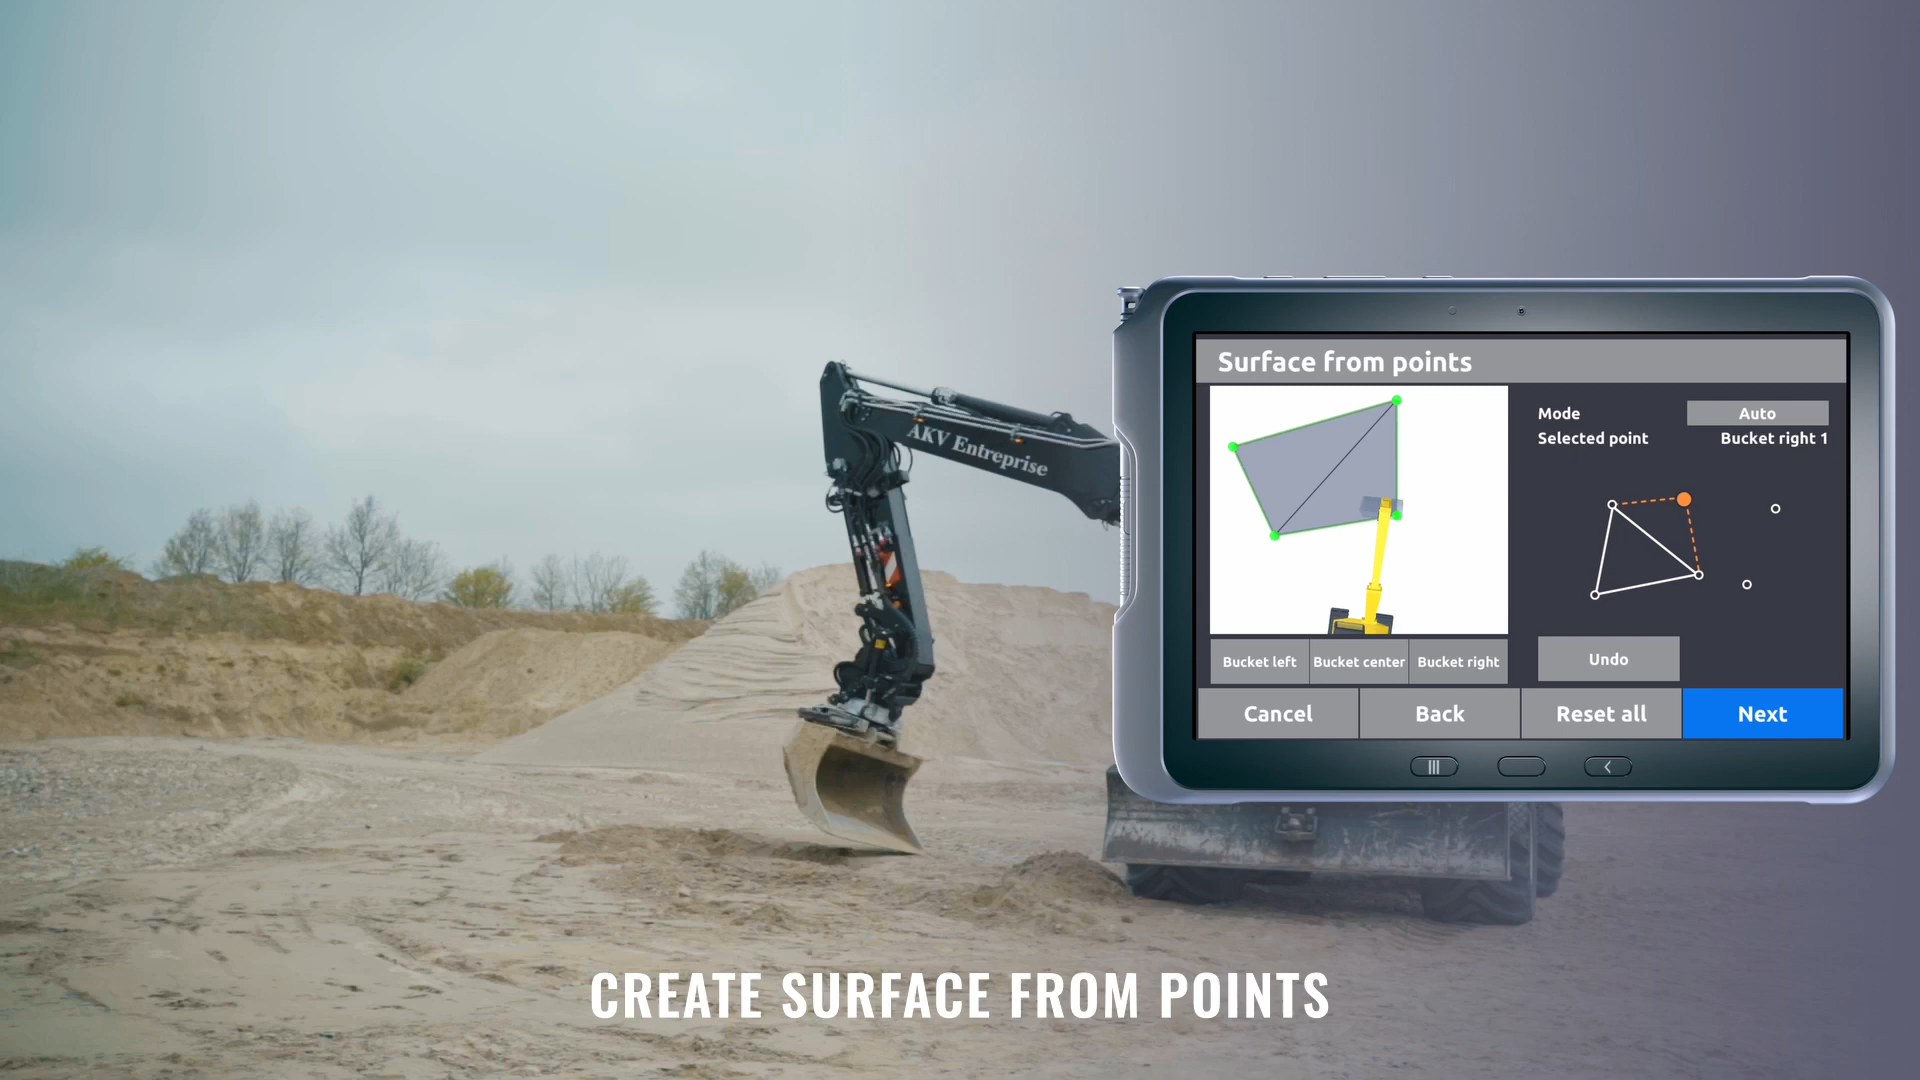 AKV Entreprise
Surface from points
Mode Auto
Selected point Bucket right 1
Bucket left Bucket center Bucket right
Undo
Cancel Back Reset all Next
CREATE SURFACE FROM POINTS